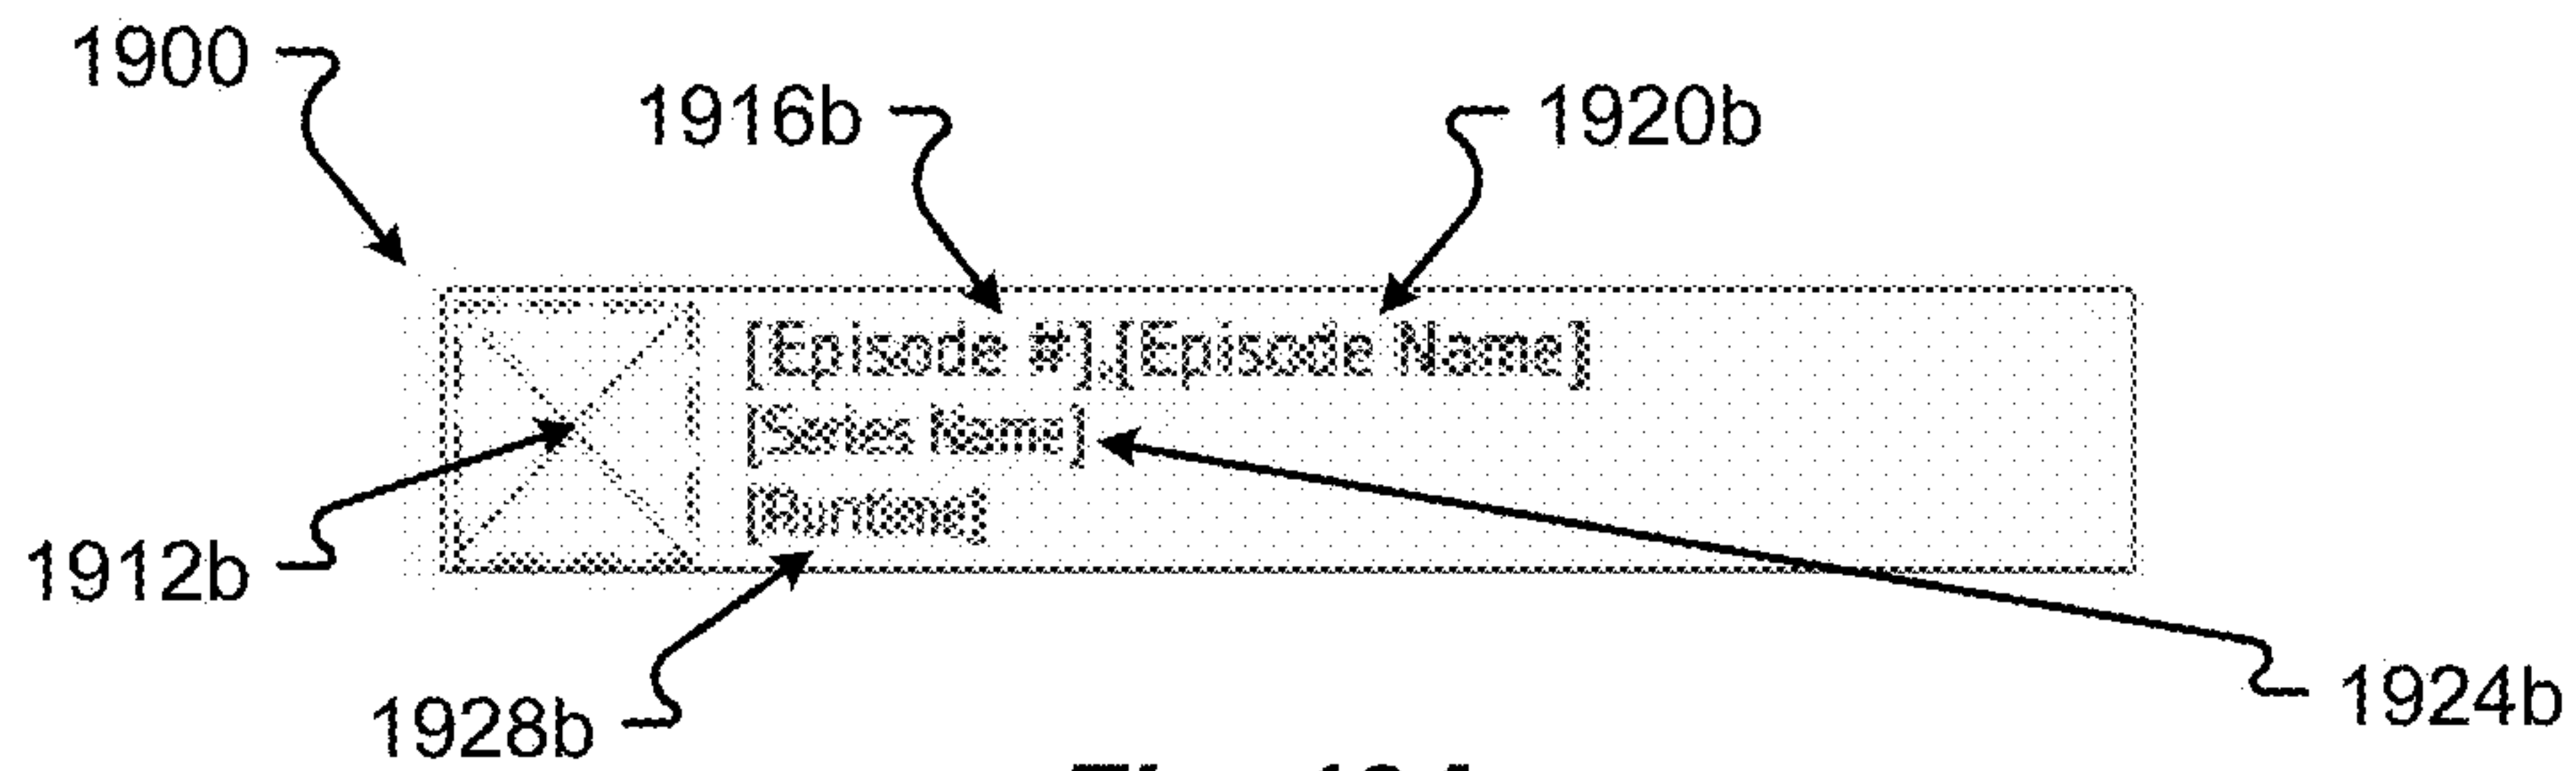 1900
1916b
1920b
[Episode #].[Episode Name]
[Series Name]
[Runtime]
1912b
1924b
1928b